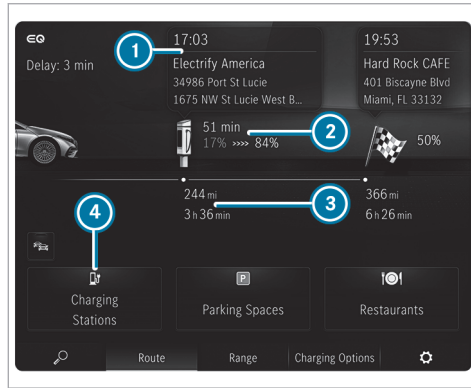 EQ
Delay: 3 min
17:03
Electrify America
34986 Port St Lucie
1675 NW St Lucie West B...
19:53
Hard Rock CAFE
401 Biscayne Blvd
Miami, FL 33132
1
51 min
17% »»» 84%
2
50%
244 mi
3 h 36 min
3
366 mi
6 h 26 min
4
Charging
Stations
P
Parking Spaces
Restaurants
Route
Range
Charging Options